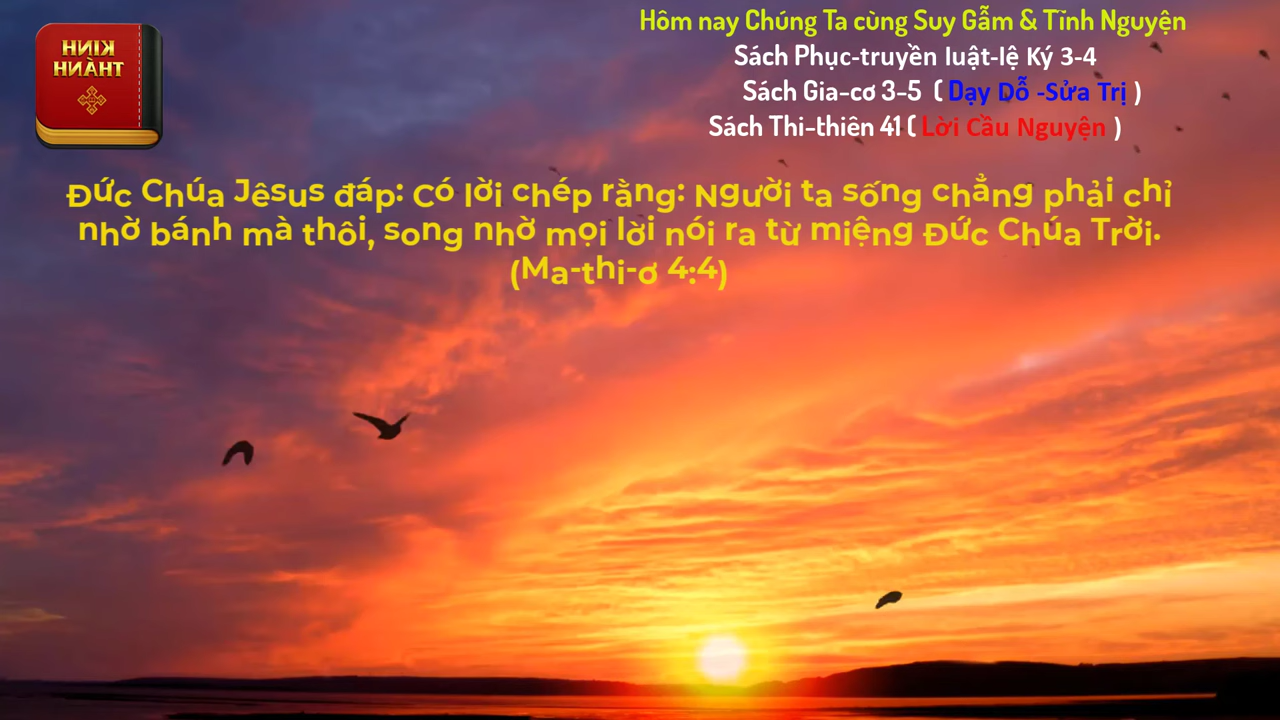 KINH
THÀNH
Hôm nay Chúng Ta cùng Suy Gẫm & Tĩnh Nguyện
Sách Phục-truyền luật-lệ Ký 3-4
Sách Gia-cơ 3-5 ( Dạy Dỗ -Sửa Trị )
Sách Thi-thiên 41 ( Lời Cầu Nguyện )
Đức Chúa Jêsus đáp: Có lời chép rằng: Người ta sống chẳng phải chỉ
nhờ bánh mà thôi, song nhờ mọi lời nói ra từ miệng Đức Chúa Trời.
(Ma-thi-ơ 4:4)